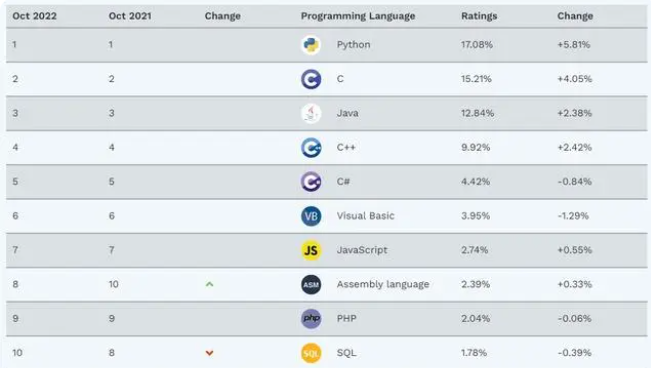 Oct 2022 Oct 2021 Change Programming Language Ratings Change
1 1 Python 17.08% +5.81%
2 2 C C 15.21% +4.05%
3 3 Java 12.84% +2.38%
4 4 C C++ 9.92% +2.42%
5 5 C C# 4.42% -0.84%
6 6 VB Visual Basic 3.95% -1.29%
7 7 JS JavaScript 2.74% +0.55%
8 10 ASM Assembly language 2.39% +0.33%
9 9 php PHP 2.04% -0.06%
10 8 SQL SQL 1.78% -0.39%